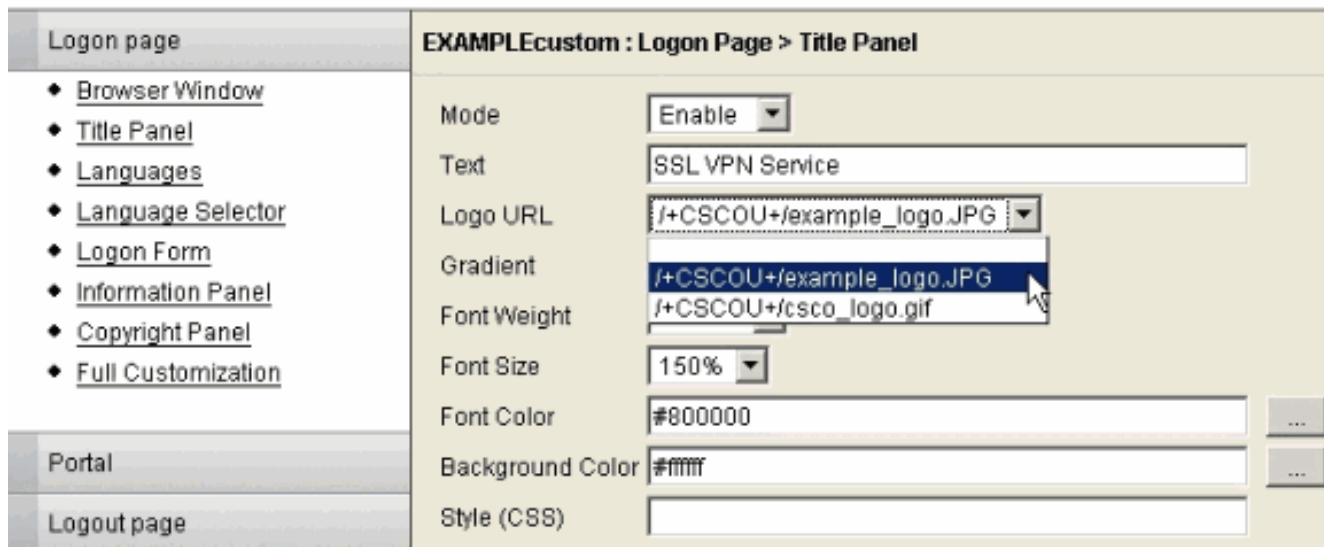 Logon page
Browser Window
Title Panel
Languages
Language Selector
Logon Form
Information Panel
Copyright Panel
Full Customization
Portal
Logout page
EXAMPLEcustom : Logon Page > Title Panel
Mode Enable
Text SSL VPN Service
Logo URL /+CSCOU+/example_logo.JPG
/+CSCOU+/example_logo.JPG
/+CSCOU+/csco_logo.gif
Gradient
Font Weight
Font Size 150%
Font Color #800000 ...
Background Color #ffffff ...
Style (CSS)